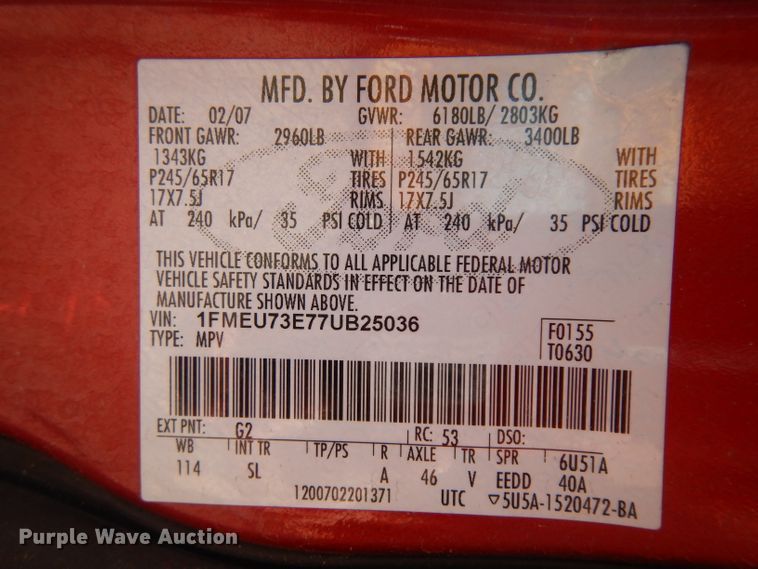 MFD. BY FORD MOTOR CO.
DATE: 02/07 GVWR: 6180LB/ 2803KG
FRONT GAWR: 2960LB REAR GAWR: 3400LB
1343KG WITH 1542KG WITH
P245/65R17 TIRES P245/65R17 TIRES
17X7.5J RIMS 17X7.5J RIMS
AT 240 kPa/ 35 PSI COLD AT 240 kPa/ 35 PSI COLD
Ford
THIS VEHICLE CONFORMS TO ALL APPLICABLE FEDERAL MOTOR
VEHICLE SAFETY STANDARDS IN EFFECT ON THE DATE OF
MANUFACTURE SHOWN ABOVE.
VIN: 1FMEU73E77UB25036 F0155
TYPE: MPV T0630
EXT PNT: G2 RC: 53 DSO:
WB INT TR TP/PS R AXLE TR SPR 6U51A
114 SL A 46 V EEDD 40A
1200702201371 UTC ▽5U5A-1520472-BA
Purple Wave Auction